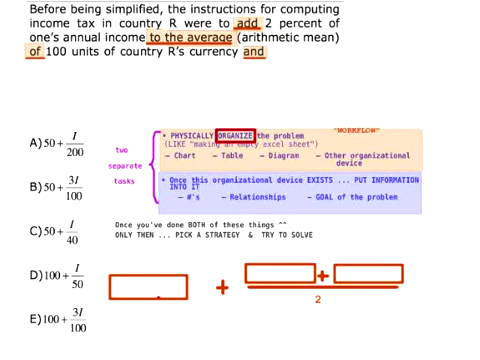 Before being simplified, the instructions for computing
income tax in country R were to add 2 percent of
one's annual income to the average (arithmetic mean)
of 100 units of country R's currency and
"WORKFLOW"
two
separate
tasks
• PHYSICALLY ORGANIZE the problem
(LIKE "making an empty excel sheet")
– Chart – Table – Diagram – Other organizational
device
• Once this organizational device EXISTS ... PUT INFORMATION
INTO IT
– #'s – Relationships – GOAL of the problem
Once you've done BOTH of these things ^^
ONLY THEN ... PICK A STRATEGY & TRY TO SOLVE
A) 50 + I/200
B) 50 + 3I/100
C) 50 + I/40
D) 100 + I/50
E) 100 + 3I/100
+ +
2